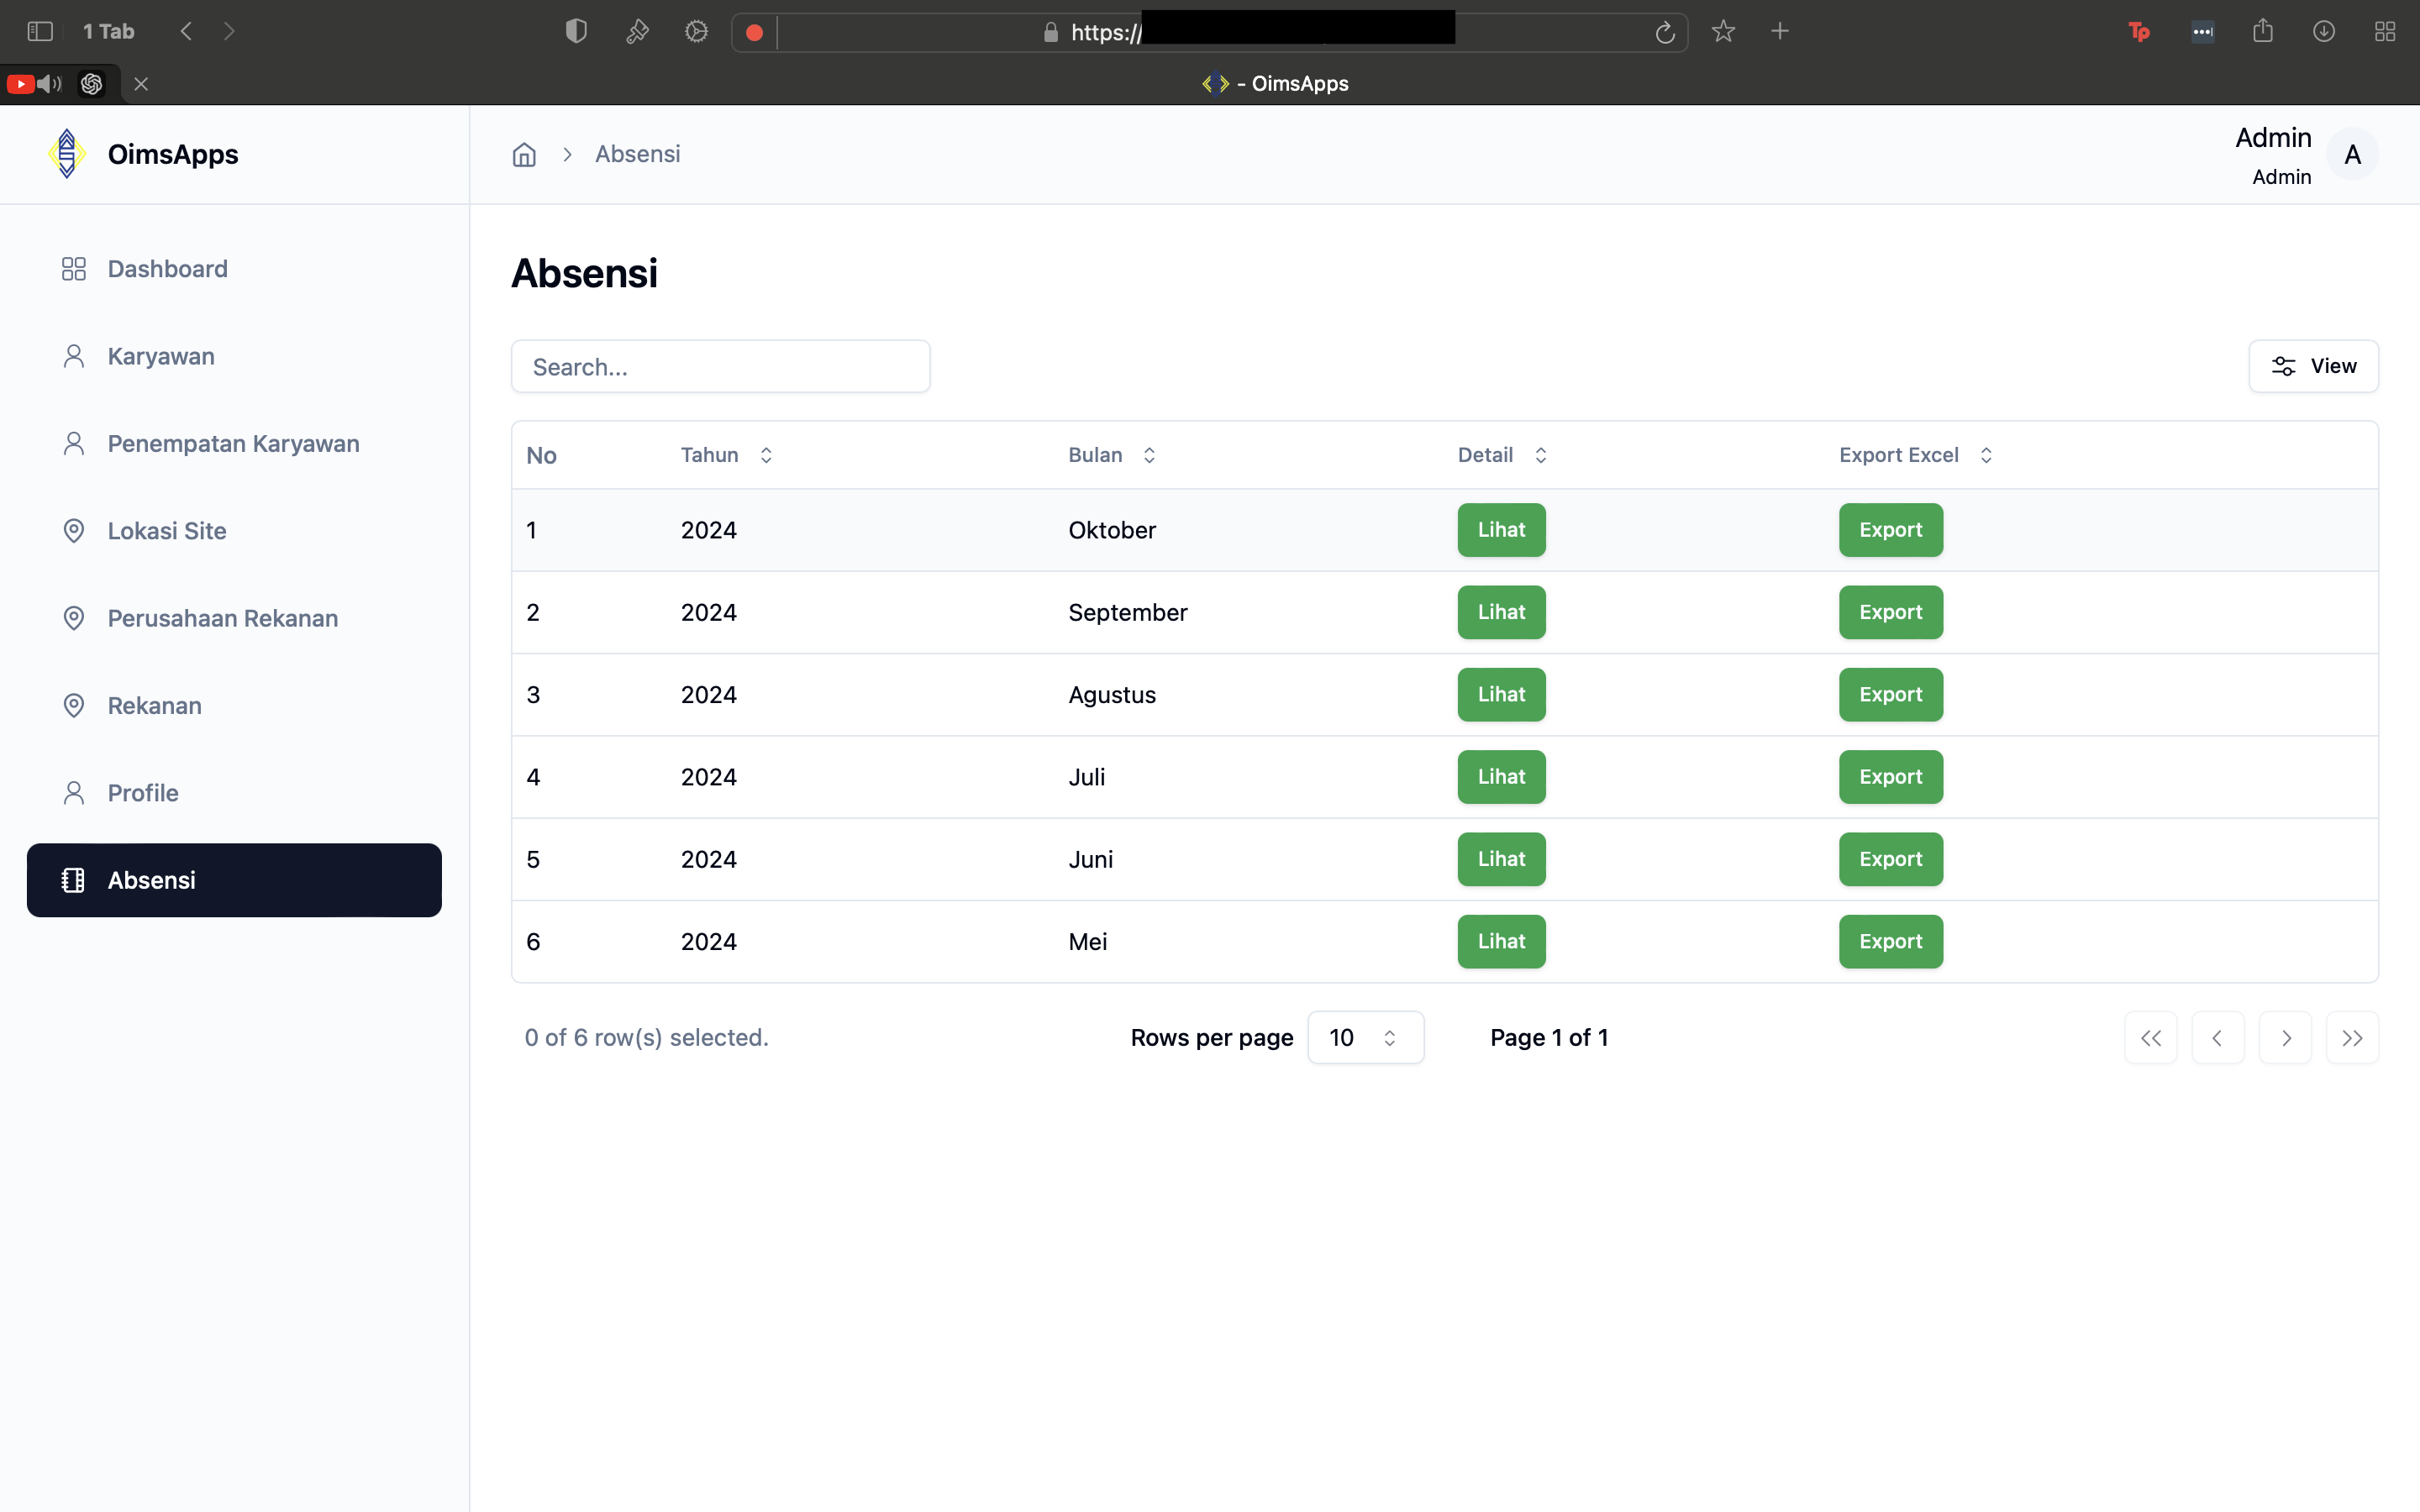 1 Tab
https://
- OimsApps
OimsApps
Absensi
Admin
Admin
A
Dashboard
Karyawan
Penempatan Karyawan
Lokasi Site
Perusahaan Rekanan
Rekanan
Profile
Absensi
Absensi
Search...
View
No Tahun Bulan Detail Export Excel
1 2024 Oktober Lihat Export
2 2024 September Lihat Export
3 2024 Agustus Lihat Export
4 2024 Juli Lihat Export
5 2024 Juni Lihat Export
6 2024 Mei Lihat Export
0 of 6 row(s) selected.
Rows per page 10
Page 1 of 1